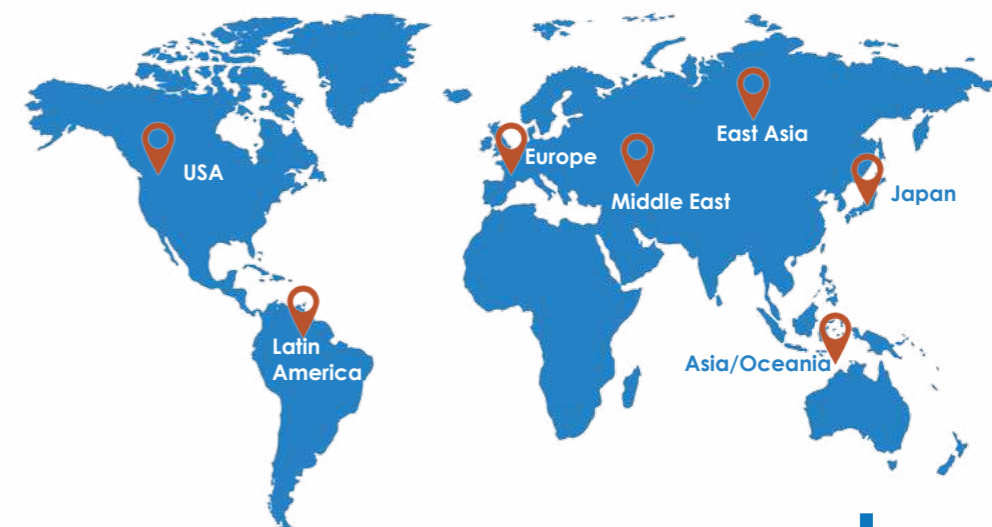 East Asia
Europe
USA
Middle East
Japan
Latin
America
Asia/Oceania